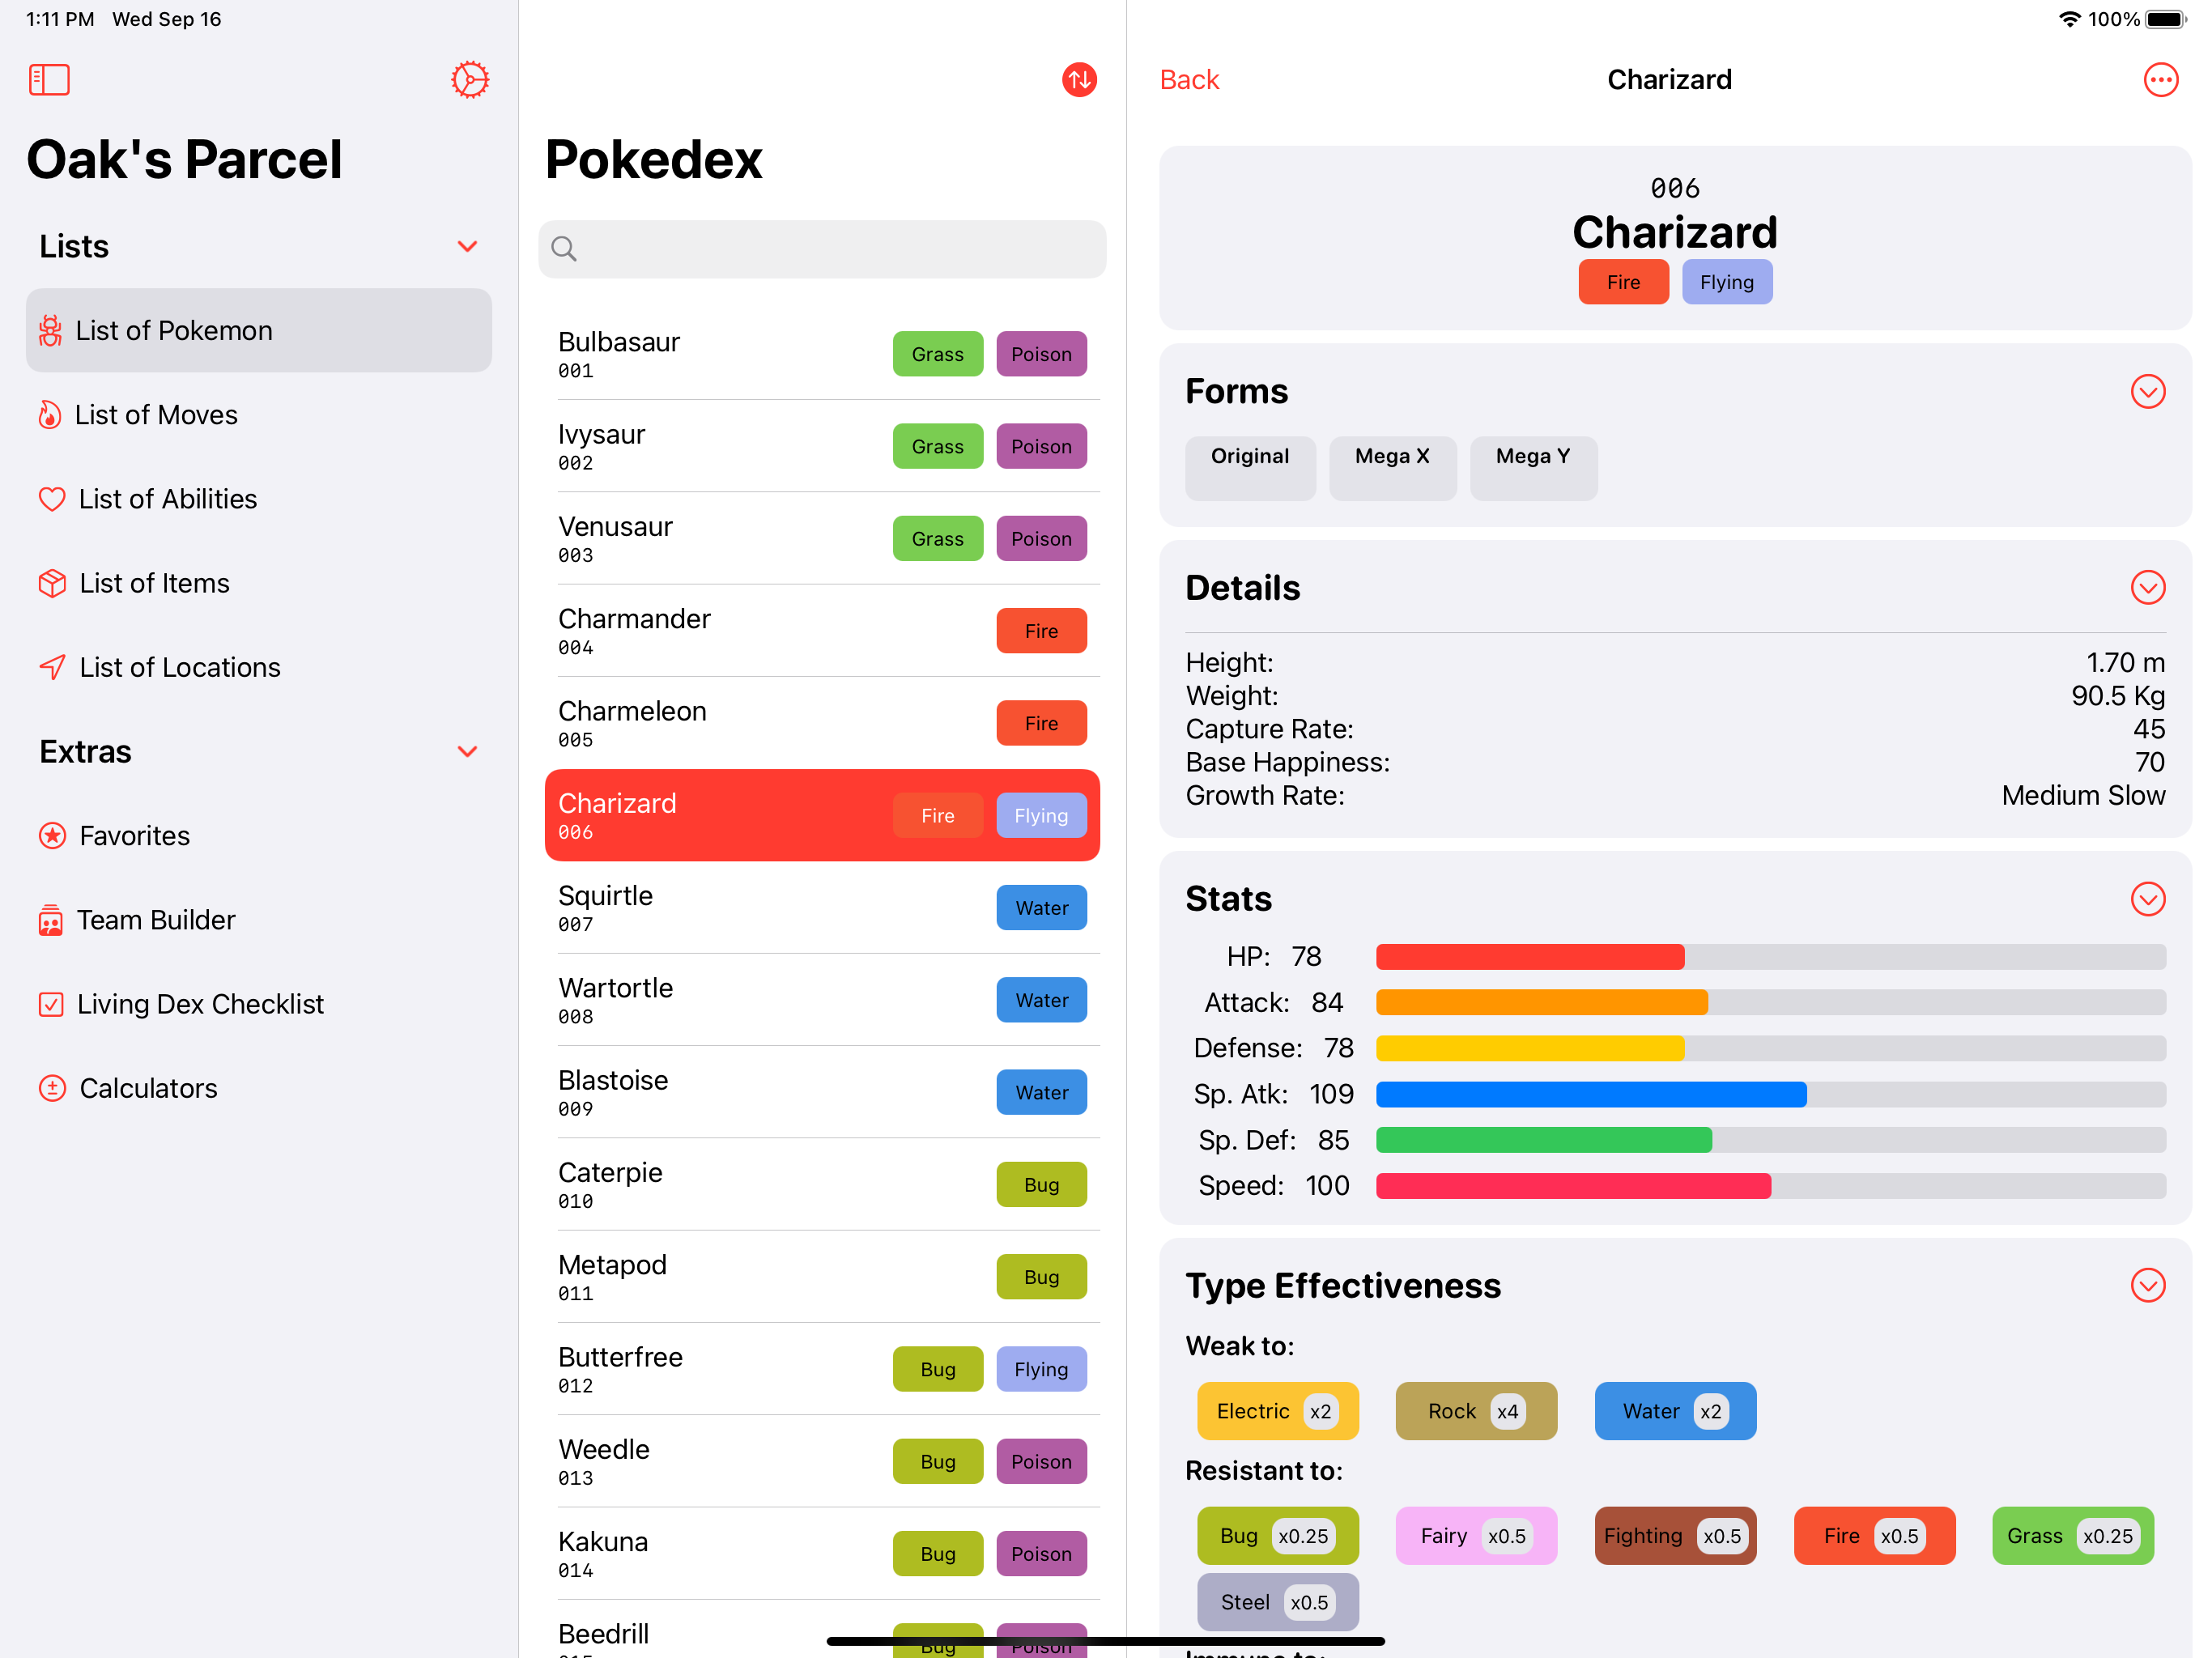 1:11 PM Wed Sep 16
100%
Oak's Parcel
Lists
List of Pokemon
List of Moves
List of Abilities
List of Items
List of Locations
Extras
Favorites
Team Builder
Living Dex Checklist
Calculators
Pokedex
Bulbasaur Grass Poison
001
Ivysaur Grass Poison
002
Venusaur Grass Poison
003
Charmander Fire
004
Charmeleon Fire
005
Charizard Fire Flying
006
Squirtle Water
007
Wartortle Water
008
Blastoise Water
009
Caterpie Bug
010
Metapod Bug
011
Butterfree Bug Flying
012
Weedle Bug Poison
013
Kakuna Bug Poison
014
Beedrill Bug Poison
Back Charizard
006
Charizard
Fire Flying
Forms
Original Mega X Mega Y
Details
Height: 1.70 m
Weight: 90.5 Kg
Capture Rate: 45
Base Happiness: 70
Growth Rate: Medium Slow
Stats
HP: 78
Attack: 84
Defense: 78
Sp. Atk: 109
Sp. Def: 85
Speed: 100
Type Effectiveness
Weak to:
Electric x2 Rock x4 Water x2
Resistant to:
Bug x0.25 Fairy x0.5 Fighting x0.5 Fire x0.5 Grass x0.25
Steel x0.5